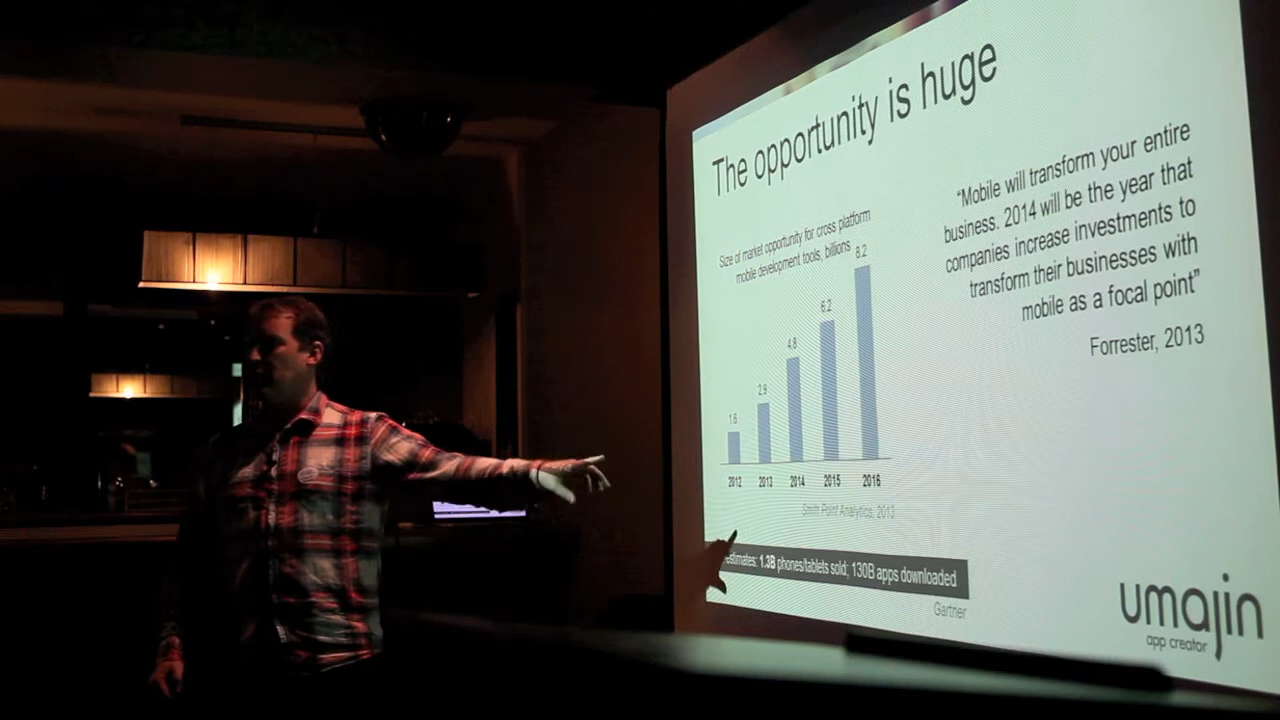 The opportunity is huge
Size of market opportunity for cross platform
mobile development tools, billions
1.6
2.9
4.8
6.2
8.2
2012
2013
2014
2015
2016
Smith Point Analytics, 2013
estimates: 1.3B phones/tablets sold; 130B apps downloaded
Gartner
“Mobile will transform your entire
business. 2014 will be the year that
companies increase investments to
transform their businesses with
mobile as a focal point”
Forrester, 2013
umajin
app creator